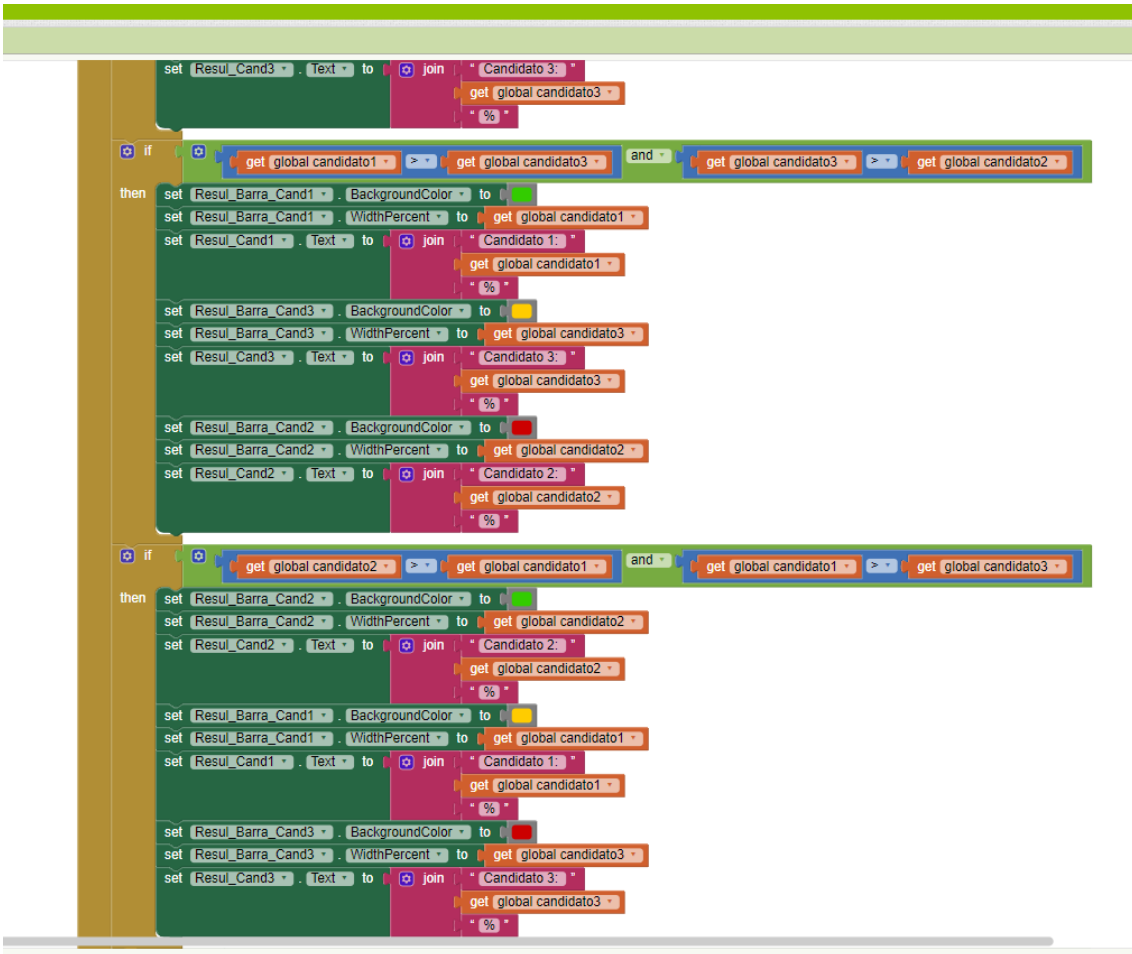 set Resul_Cand3 . Text to join " Candidato 3: "
get global candidato3
" % "
if get global candidato1 > get global candidato3 and get global candidato3 > get global candidato2
then set Resul_Barra_Cand1 . BackgroundColor to
set Resul_Barra_Cand1 . WidthPercent to get global candidato1
set Resul_Cand1 . Text to join " Candidato 1: "
get global candidato1
" % "
set Resul_Barra_Cand3 . BackgroundColor to
set Resul_Barra_Cand3 . WidthPercent to get global candidato3
set Resul_Cand3 . Text to join " Candidato 3: "
get global candidato3
" % "
set Resul_Barra_Cand2 . BackgroundColor to
set Resul_Barra_Cand2 . WidthPercent to get global candidato2
set Resul_Cand2 . Text to join " Candidato 2: "
get global candidato2
" % "
if get global candidato2 > get global candidato1 and get global candidato1 > get global candidato3
then set Resul_Barra_Cand2 . BackgroundColor to
set Resul_Barra_Cand2 . WidthPercent to get global candidato2
set Resul_Cand2 . Text to join " Candidato 2: "
get global candidato2
" % "
set Resul_Barra_Cand1 . BackgroundColor to
set Resul_Barra_Cand1 . WidthPercent to get global candidato1
set Resul_Cand1 . Text to join " Candidato 1: "
get global candidato1
" % "
set Resul_Barra_Cand3 . BackgroundColor to
set Resul_Barra_Cand3 . WidthPercent to get global candidato3
set Resul_Cand3 . Text to join " Candidato 3: "
get global candidato3
" % "